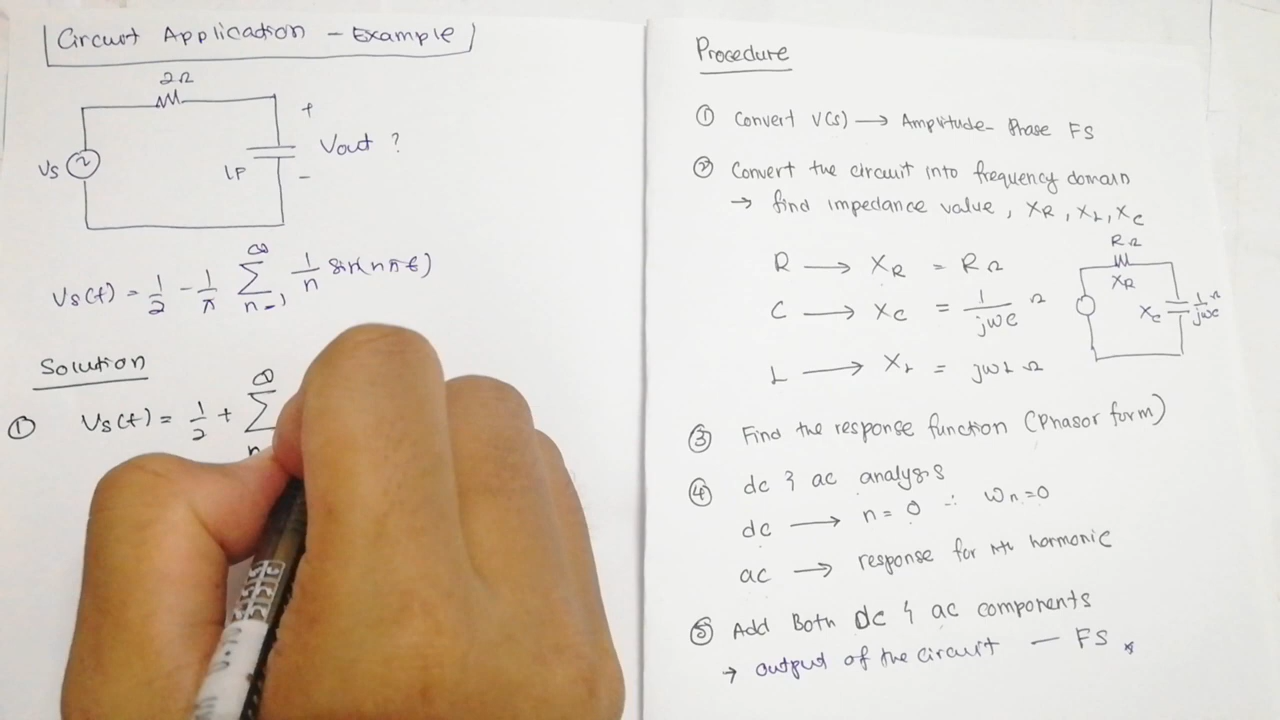 Circuit Application - Example
2Ω
+
Vs
1F
Vout ?
-
Vs(t) = 1/2 - 1/π ∞ Σ n=1 1/n sin(nπt)
Solution
① Vs(t) = 1/2 + ∞ Σ n
Procedure
① Convert V(s) → Amplitude- Phase FS
② Convert the circuit into frequency domain
→ find impedance value, XR, XL, Xc
R → XR = RΩ
C → Xc = 1/jωc Ω
L → XL = jωL Ω
RΩ
XR
Xc 1/jωc Ω
③ Find the response function (Phasor form)
④ dc & ac analysis
dc → n = 0 ∴ ωn=0
ac → response for nth harmonic
⑤ Add Both dc & ac components
→ output of the circuit - FS *